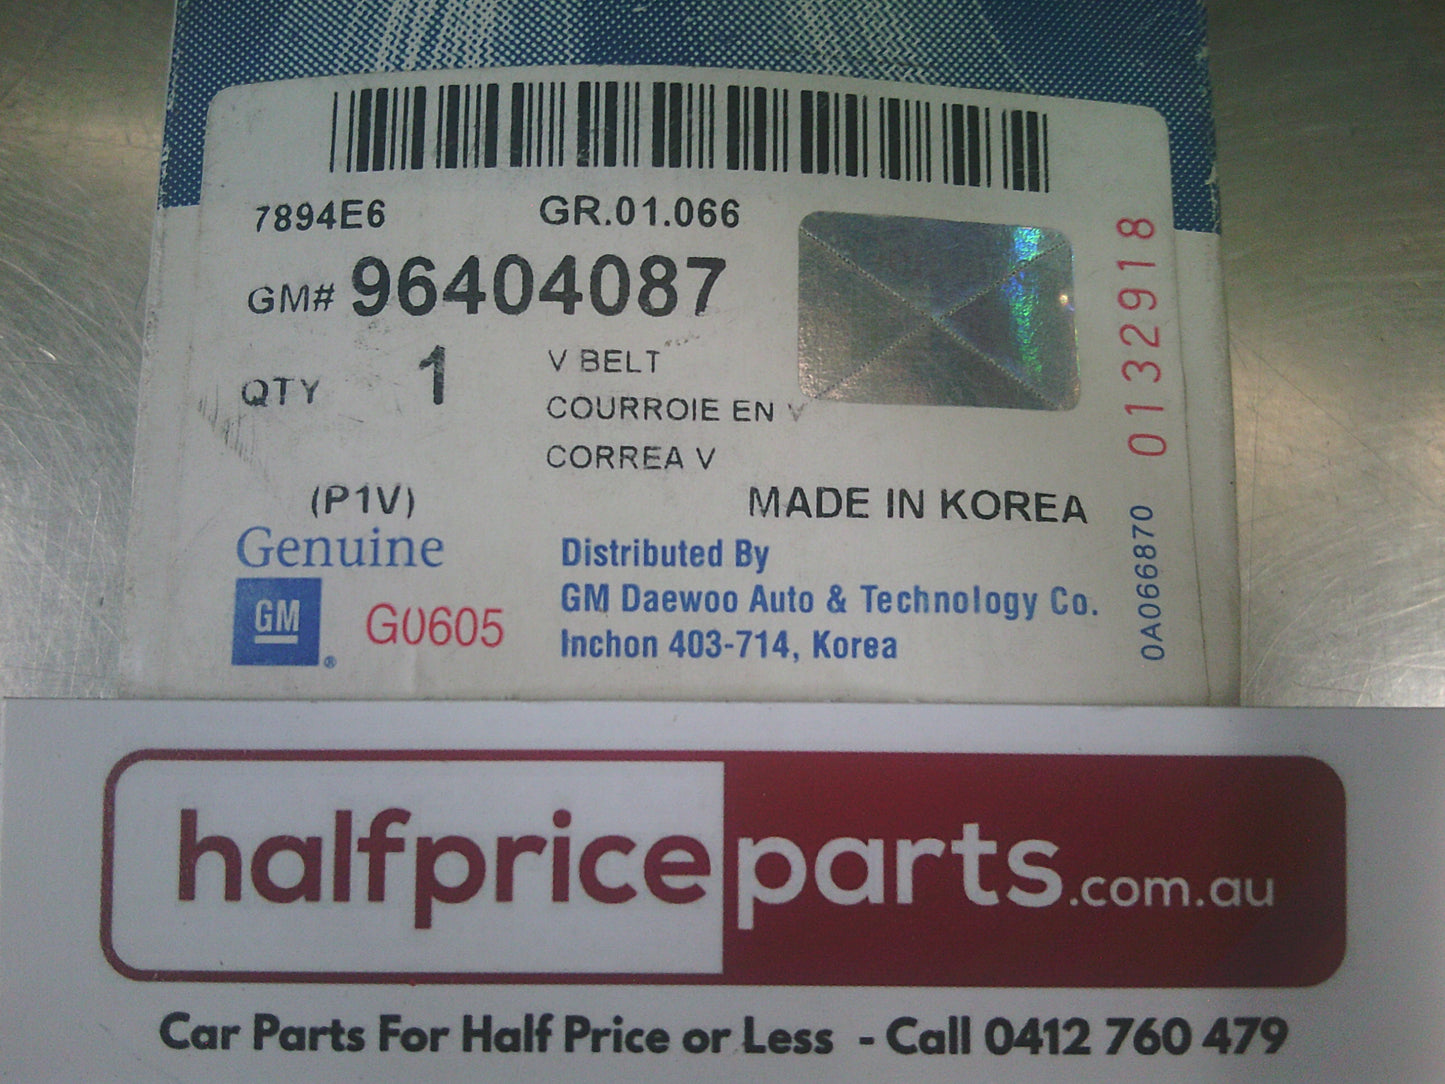 7894E6 GR.01.066
GM# 96404087
QTY 1 V BELT
COURROIE EN V
CORREA V
(P1V) MADE IN KOREA
Genuine
GM ®
G0605
Distributed By
GM Daewoo Auto & Technology Co.
Inchon 403-714, Korea
0A066870 0132918
halfpriceparts.com.au
Car Parts For Half Price or Less - Call 0412 760 479